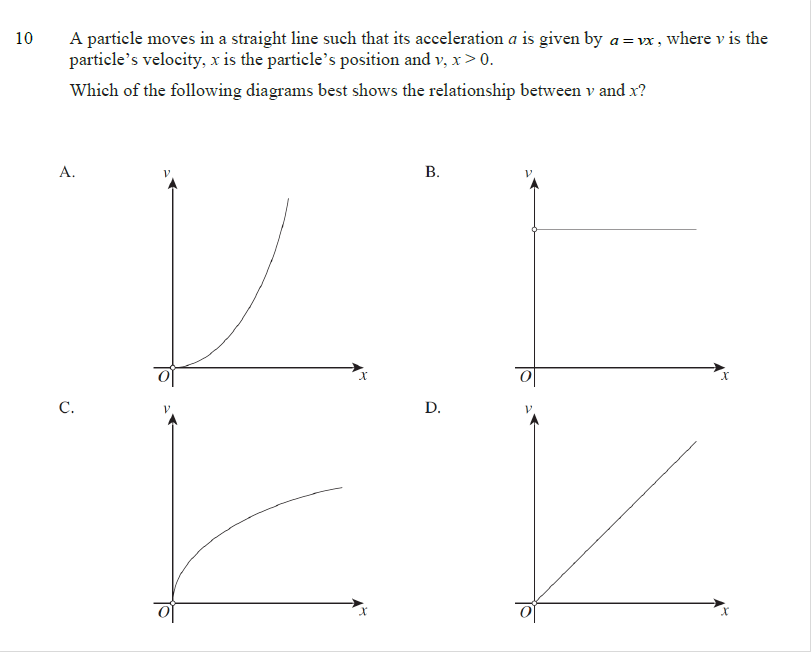 10 A particle moves in a straight line such that its acceleration a is given by a = vx, where v is the
particle's velocity, x is the particle's position and v, x > 0.
Which of the following diagrams best shows the relationship between v and x?
A. v
O x
B. v
O x
C. v
O x
D. v
O x